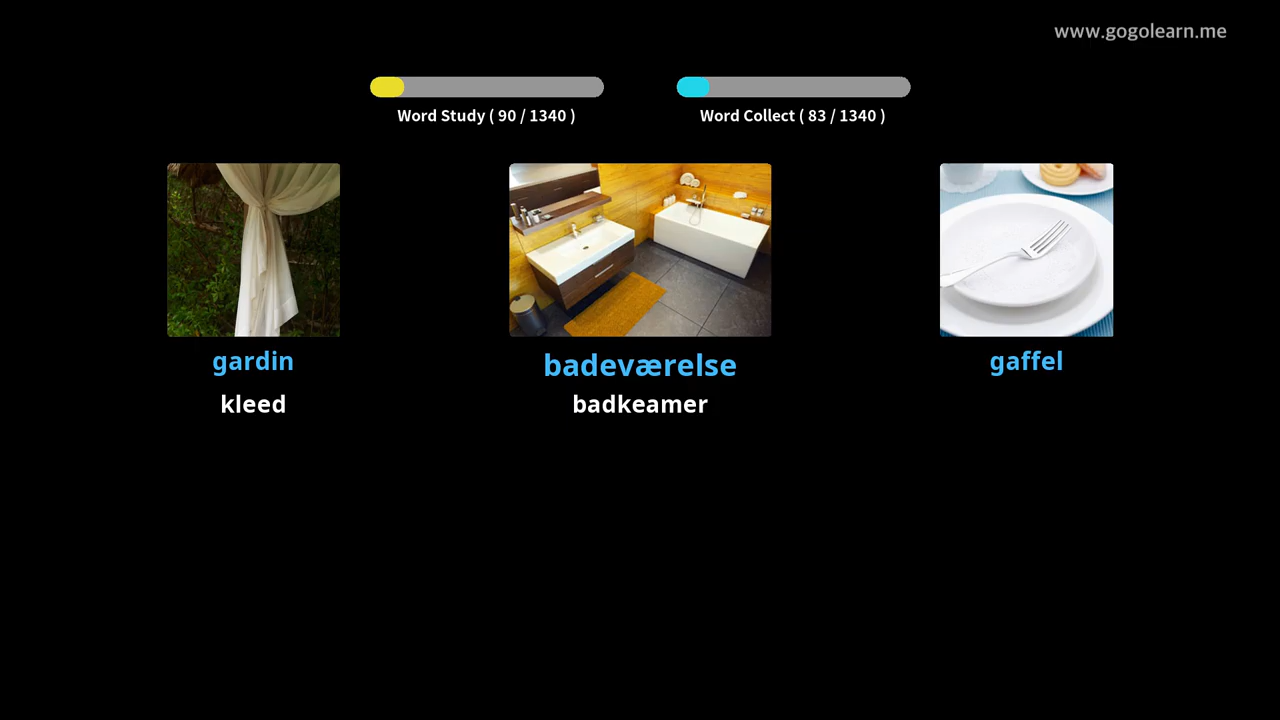 www.gogolearn.me
Word Study ( 90 / 1340 )
Word Collect ( 83 / 1340 )
gardin
badeværelse
gaffel
kleed
badkeamer